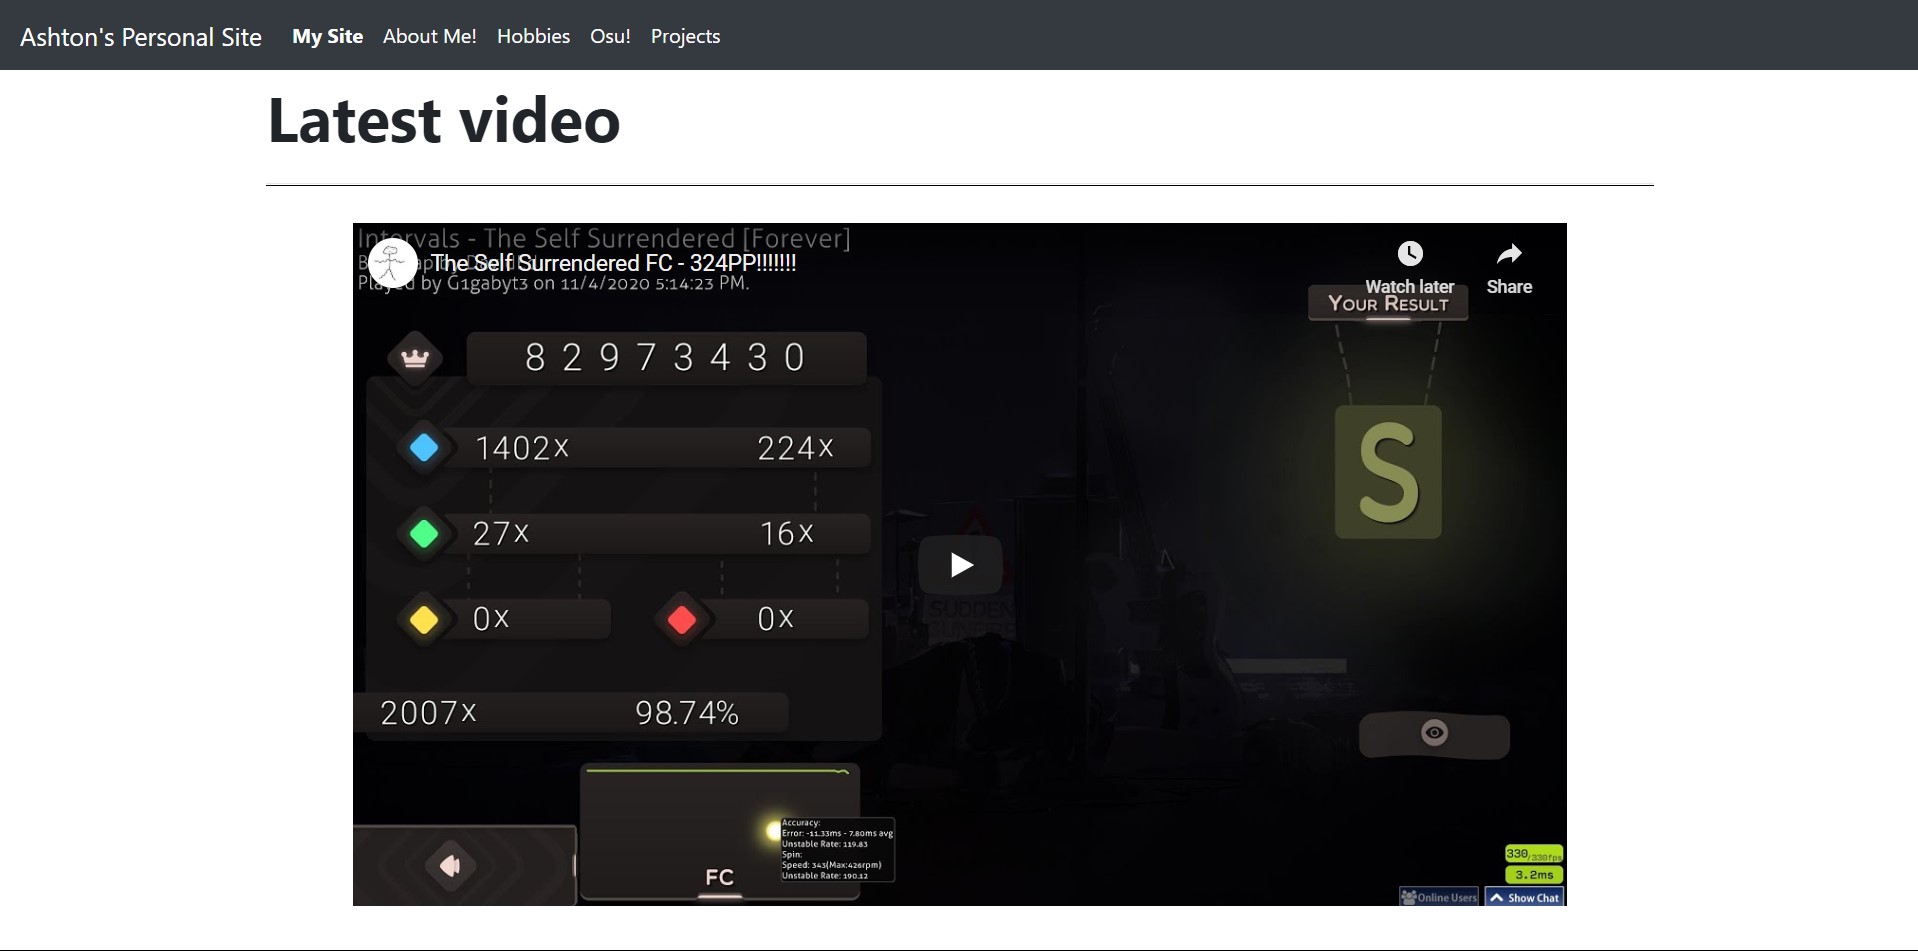 Ashton's Personal Site My Site About Me! Hobbies Osu! Projects
Latest video
Intervals - The Self Surrendered [Forever]
The Self Surrendered FC - 324PP!!!!!!!
Played by G1gabyt3 on 11/4/2020 5:14:23 PM.
Watch later Share
Your Result
82973430
1402x 224x
S
27x 16x
SUDDEN
0x 0x
2007x 98.74%
Accuracy:
Error: -11.33ms - 7.80ms avg
Unstable Rate: 119.83
Spin:
Speed: 343(Max:426rpm)
Unstable Rate: 190.12
FC
330/330fps
3.2ms
Online Users Show Chat